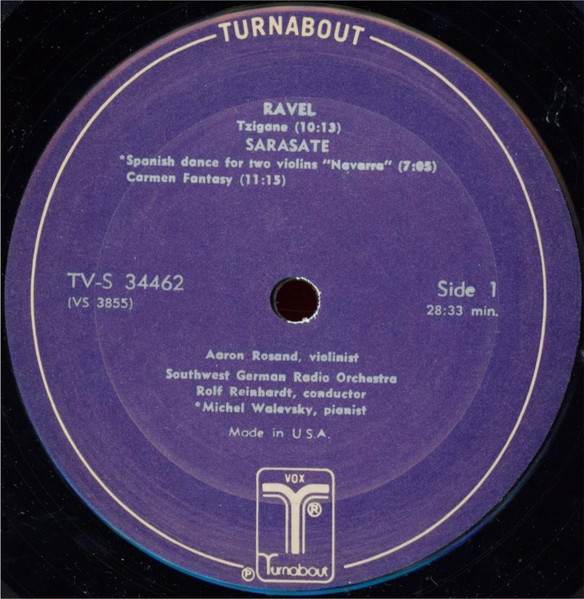 TURNABOUT
RAVEL
Tzigane (10:13)
SARASATE
*Spanish dance for two violins "Navarra" (7:05)
Carmen Fantasy (11:15)
TV-S 34462
(VS 3855)
Side 1
28:33 min.
Aaron Rosand, violinist
Southwest German Radio Orchestra
Rolf Reinhardt, conductor
*Michel Walevsky, pianist
Made in U.S.A.
VOX
T ®
℗ Turnabout